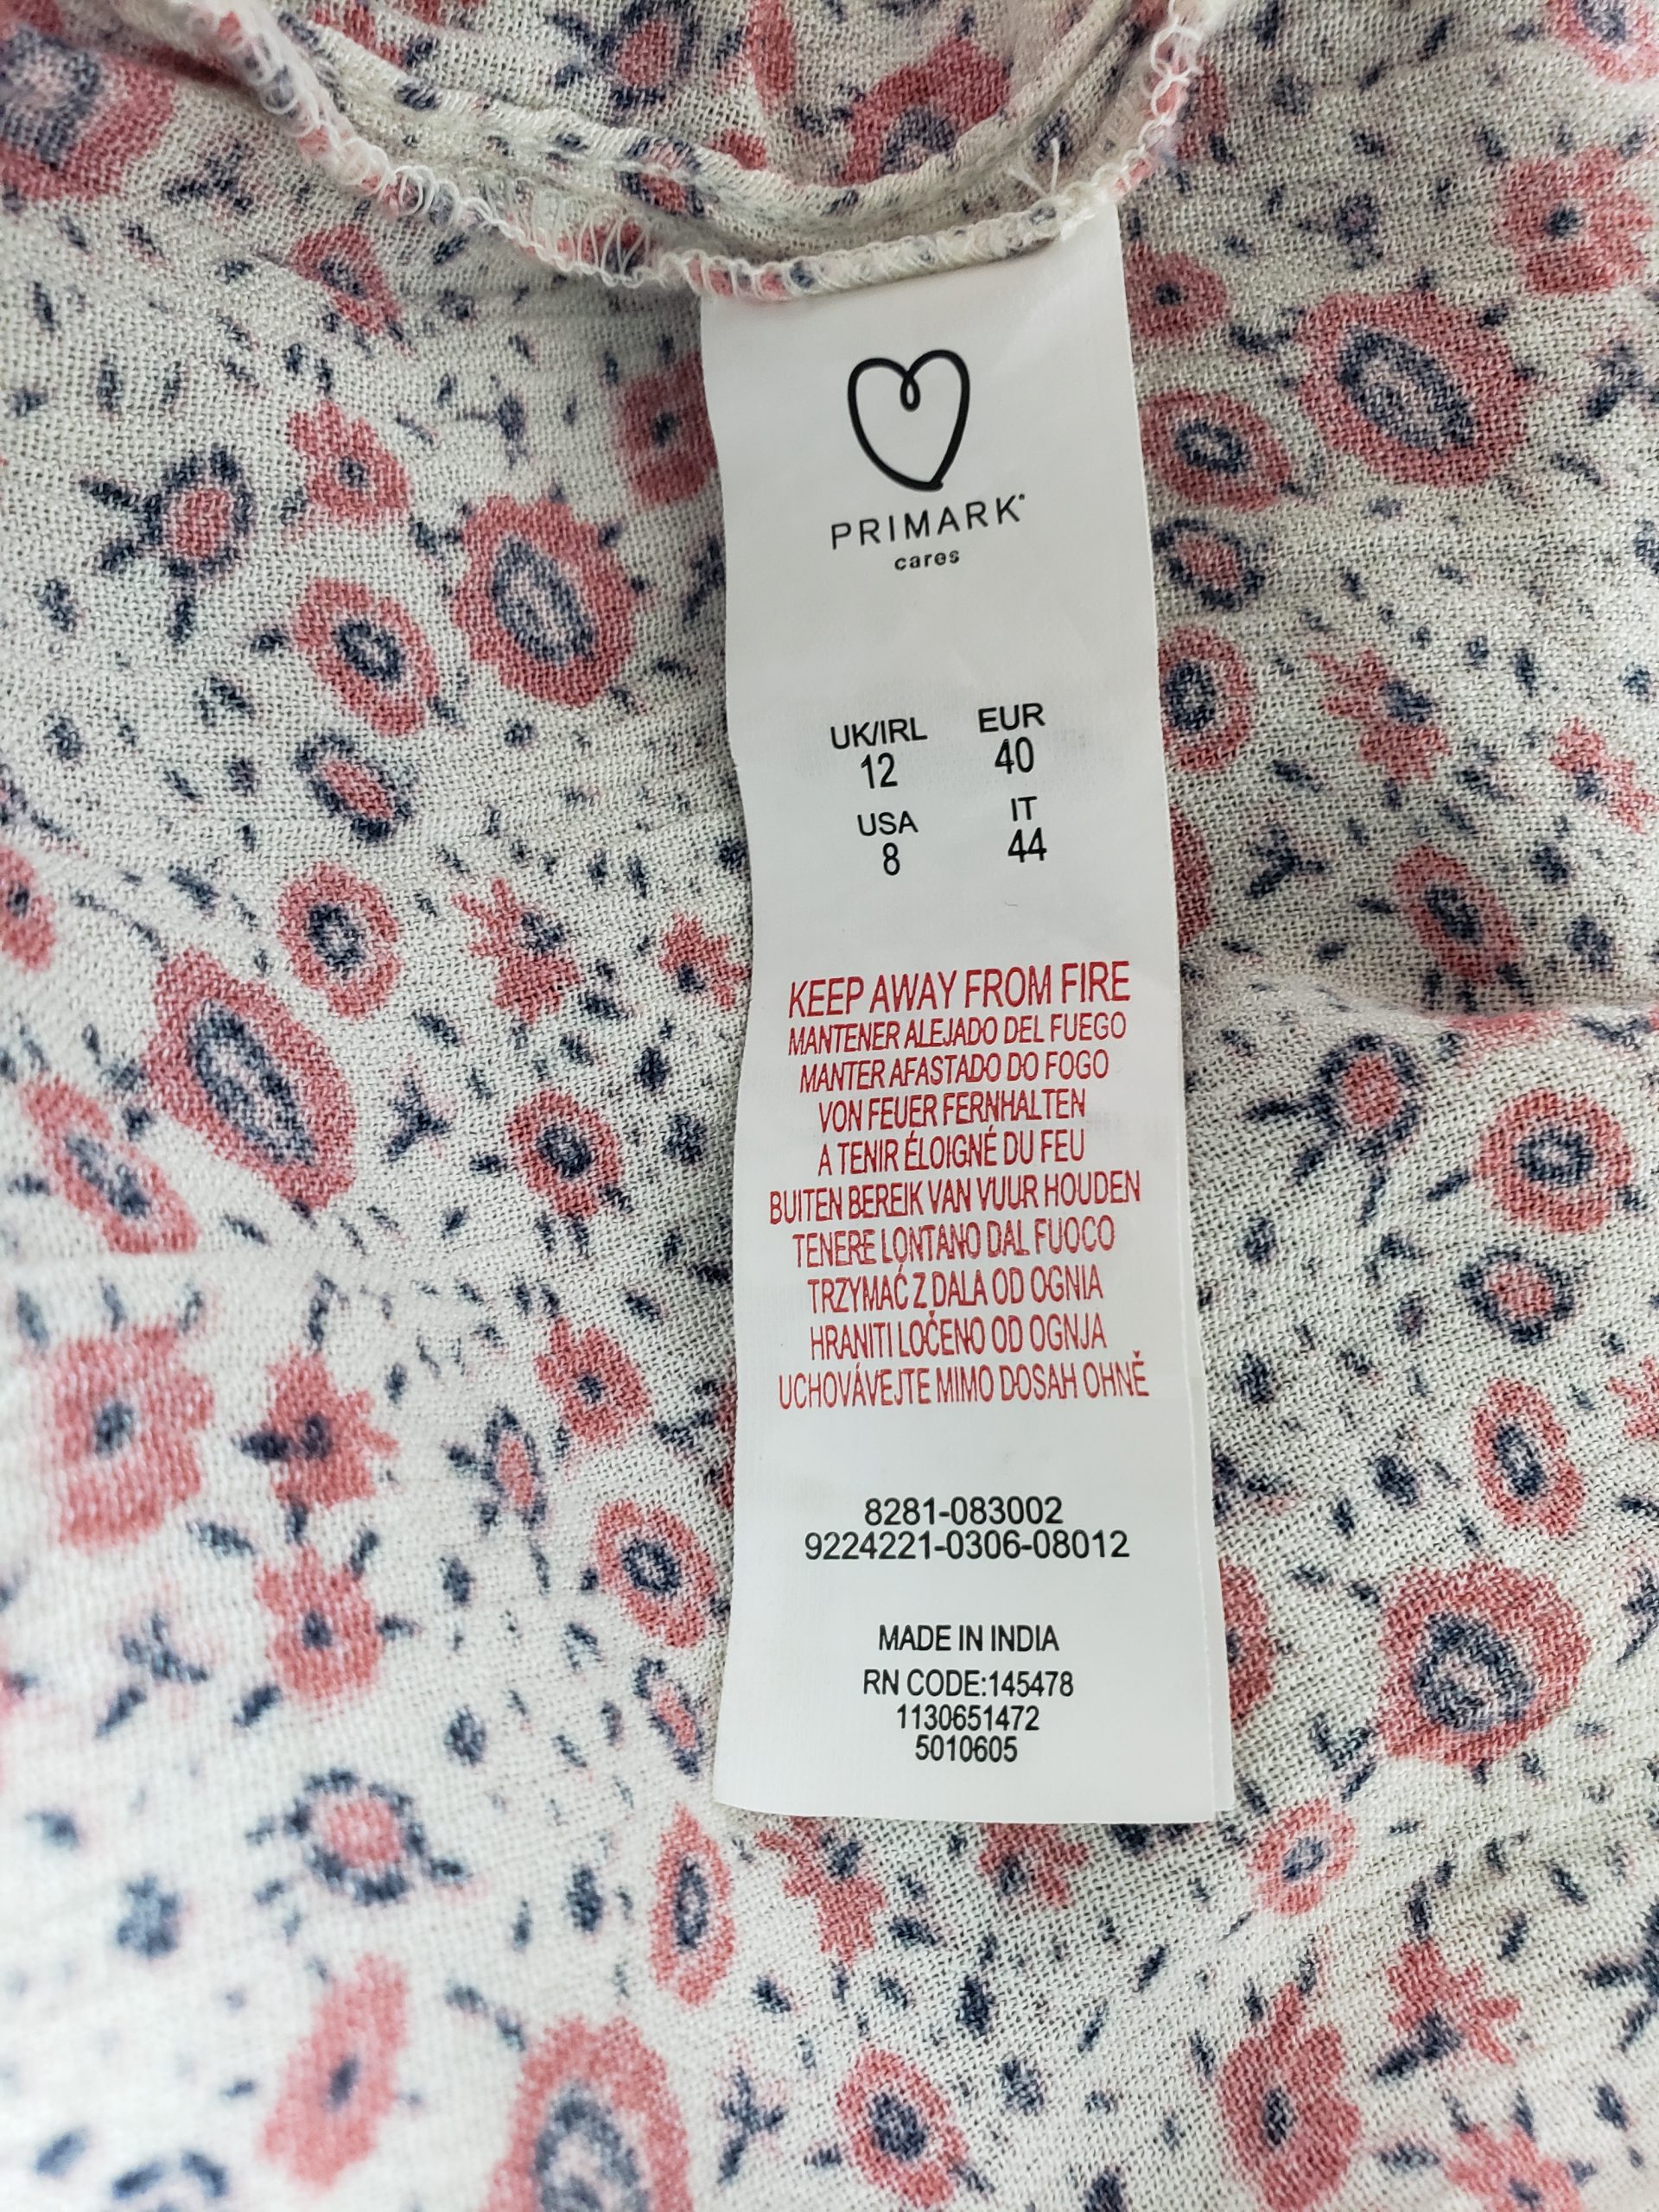 PRIMARK®
cares
UK/IRL EUR
12 40
USA IT
8 44
KEEP AWAY FROM FIRE
MANTENER ALEJADO DEL FUEGO
MANTER AFASTADO DO FOGO
VON FEUER FERNHALTEN
A TENIR ÉLOIGNÉ DU FEU
BUITEN BEREIK VAN VUUR HOUDEN
TENERE LONTANO DAL FUOCO
TRZYMAĆ Z DALA OD OGNIA
HRANITI LOČENO OD OGNJA
UCHOVÁVEJTE MIMO DOSAH OHNĚ
8281-083002
9224221-0306-08012
MADE IN INDIA
RN CODE:145478
1130651472
5010605